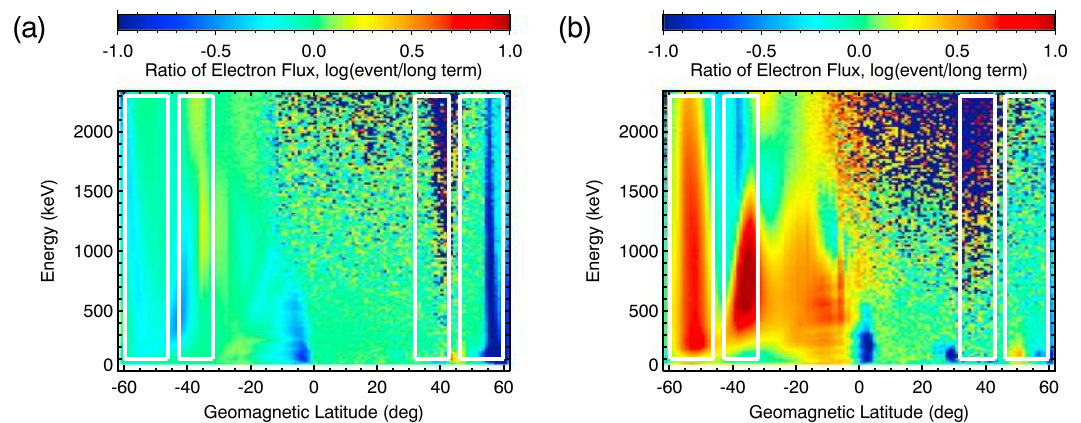 (a)
-1.0 -0.5 0.0 0.5 1.0
Ratio of Electron Flux, log(event/long term)
Energy (keV)
2000
1500
1000
500
0
-60 -40 -20 0 20 40 60
Geomagnetic Latitude (deg)
(b)
-1.0 -0.5 0.0 0.5 1.0
Ratio of Electron Flux, log(event/long term)
Energy (keV)
2000
1500
1000
500
0
-60 -40 -20 0 20 40 60
Geomagnetic Latitude (deg)